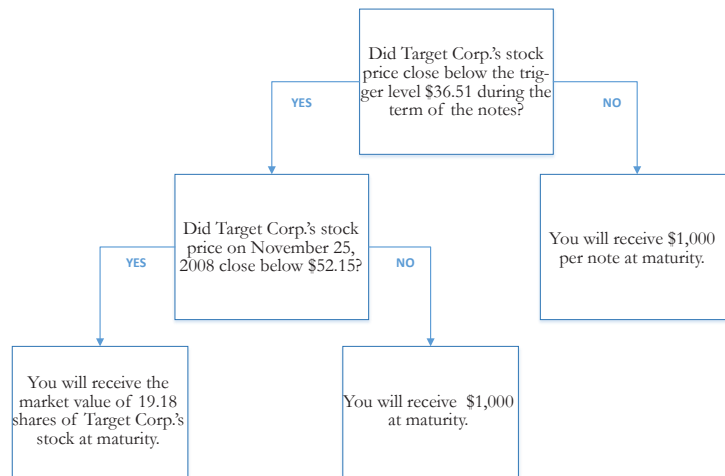 Did Target Corp.'s stock
price close below the trig-
ger level $36.51 during the
term of the notes?
YES
NO
Did Target Corp.'s stock
price on November 25,
2008 close below $52.15?
You will receive $1,000
per note at maturity.
YES
NO
You will receive the
market value of 19.18
shares of Target Corp.'s
stock at maturity.
You will receive $1,000
at maturity.